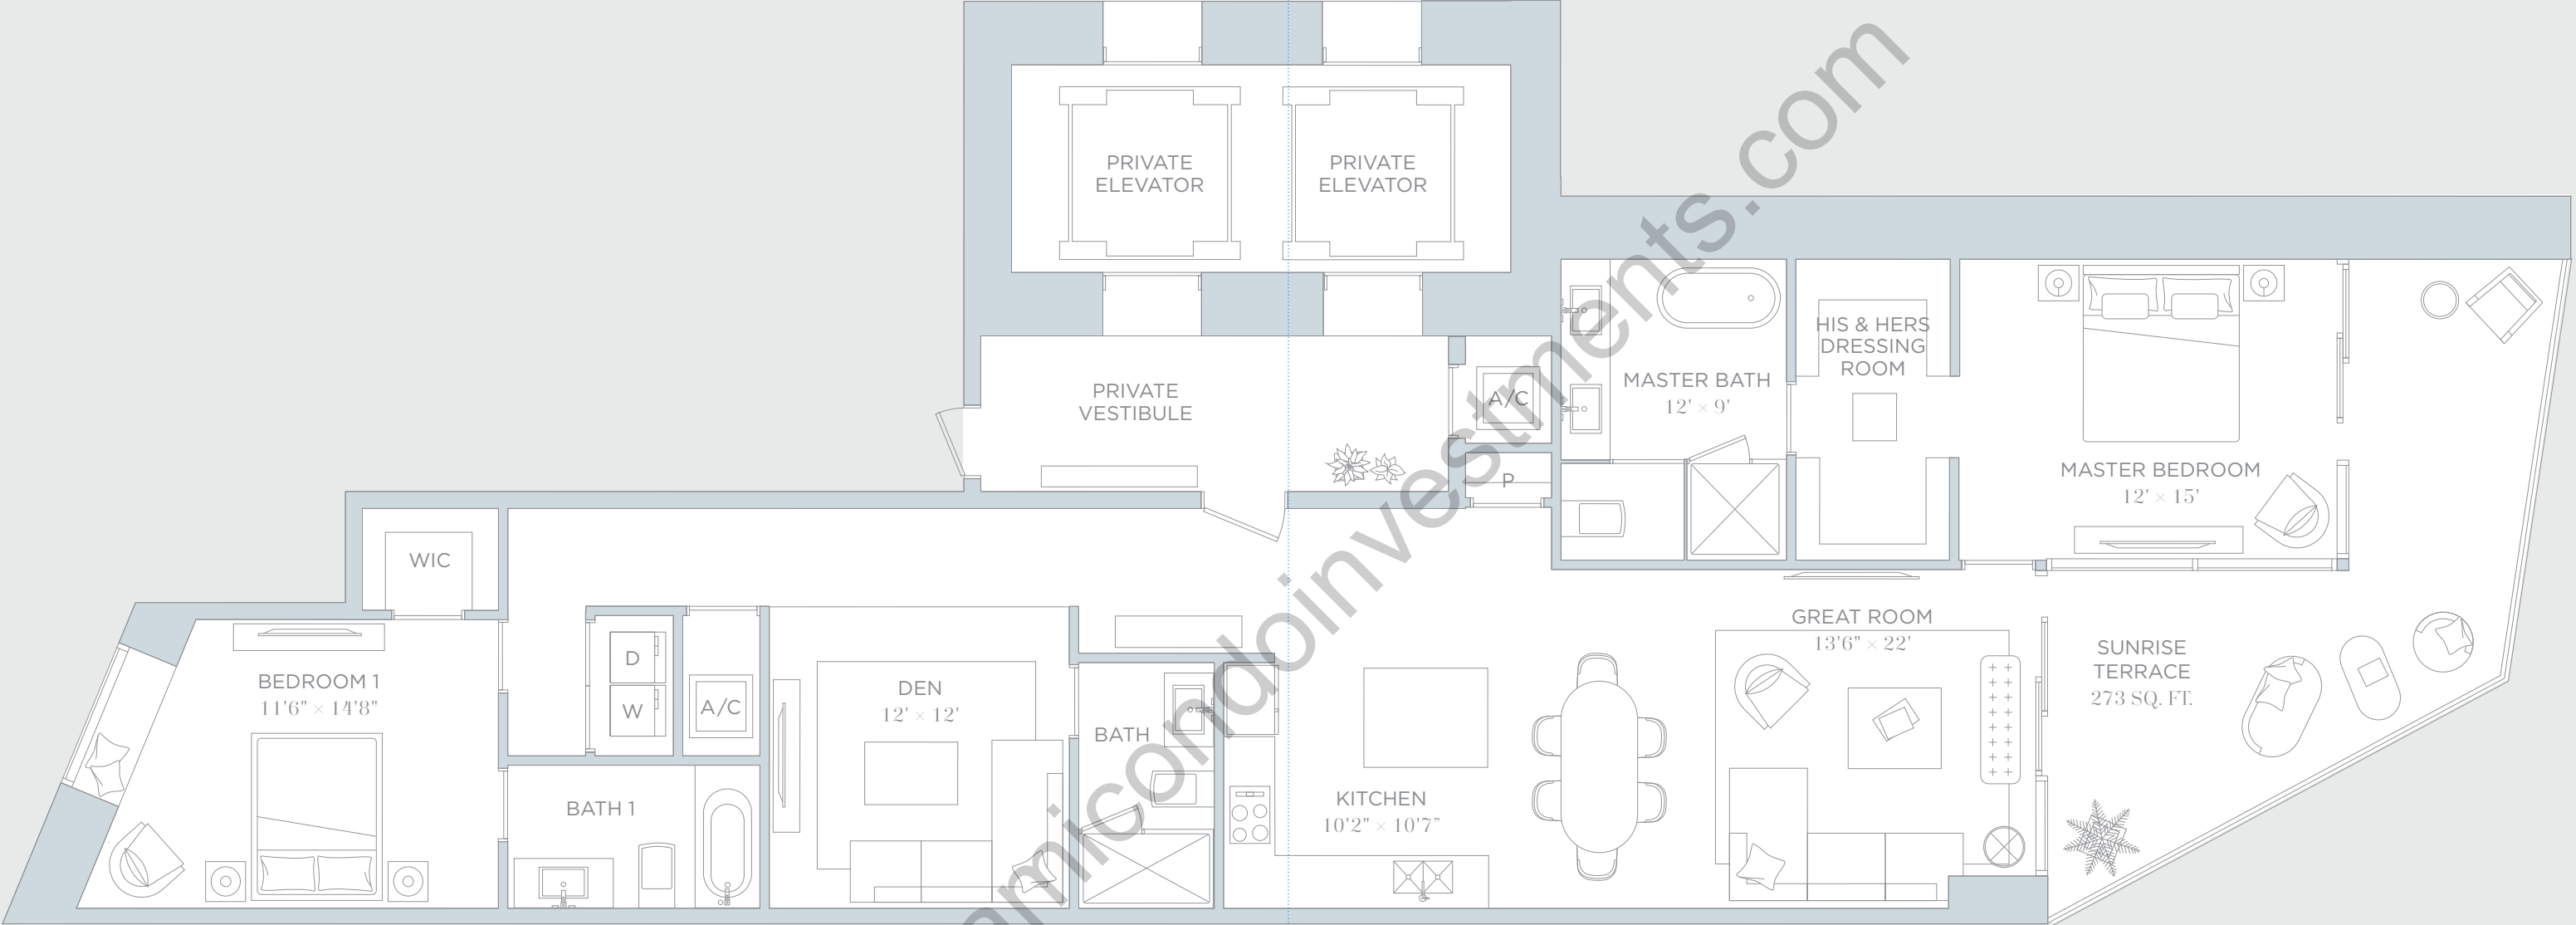 PRIVATE
ELEVATOR
PRIVATE
ELEVATOR
PRIVATE
VESTIBULE
A/C
P
MASTER BATH
12' × 9'
HIS & HERS
DRESSING
ROOM
MASTER BEDROOM
12' × 15'
WIC
BEDROOM 1
11'6" × 14'8"
D
W
A/C
BATH 1
DEN
12' × 12'
BATH
KITCHEN
10'2" × 10'7"
GREAT ROOM
13'6" × 22'
SUNRISE
TERRACE
273 SQ. FT.
amicondoinvestments.com